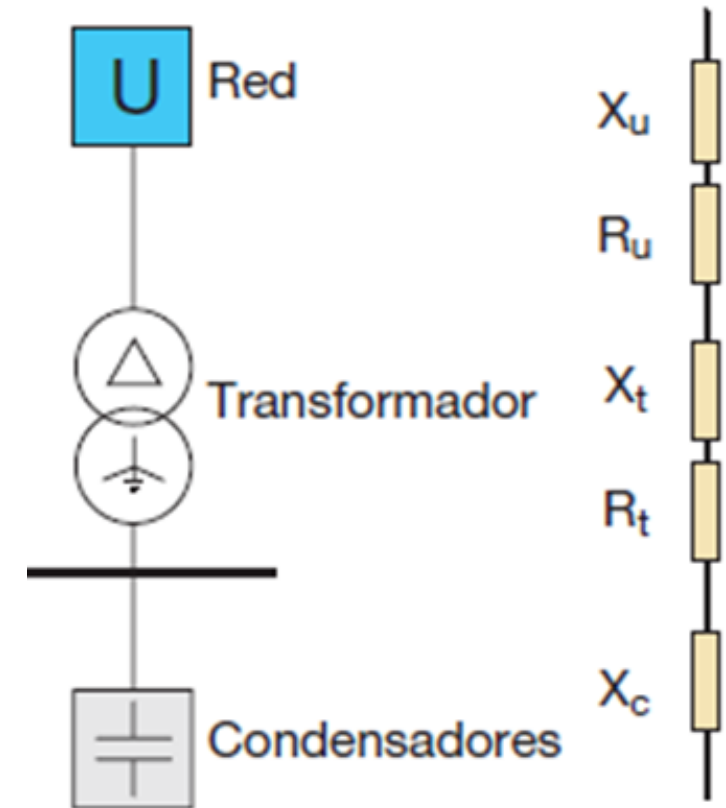 U Red
Transformador
Condensadores
Xu
Ru
Xt
Rt
Xc